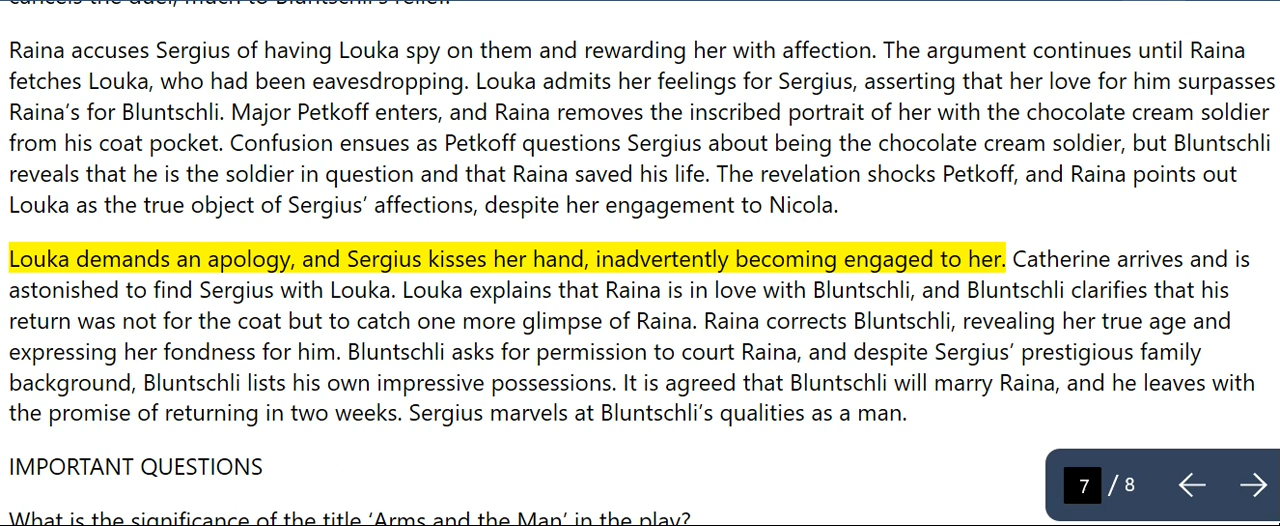 cancels the duel, much to Bluntschli's relief.
Raina accuses Sergius of having Louka spy on them and rewarding her with affection. The argument continues until Raina
fetches Louka, who had been eavesdropping. Louka admits her feelings for Sergius, asserting that her love for him surpasses
Raina’s for Bluntschli. Major Petkoff enters, and Raina removes the inscribed portrait of her with the chocolate cream soldier
from his coat pocket. Confusion ensues as Petkoff questions Sergius about being the chocolate cream soldier, but Bluntschli
reveals that he is the soldier in question and that Raina saved his life. The revelation shocks Petkoff, and Raina points out
Louka as the true object of Sergius’ affections, despite her engagement to Nicola.
Louka demands an apology, and Sergius kisses her hand, inadvertently becoming engaged to her. Catherine arrives and is
astonished to find Sergius with Louka. Louka explains that Raina is in love with Bluntschli, and Bluntschli clarifies that his
return was not for the coat but to catch one more glimpse of Raina. Raina corrects Bluntschli, revealing her true age and
expressing her fondness for him. Bluntschli asks for permission to court Raina, and despite Sergius’ prestigious family
background, Bluntschli lists his own impressive possessions. It is agreed that Bluntschli will marry Raina, and he leaves with
the promise of returning in two weeks. Sergius marvels at Bluntschli’s qualities as a man.
IMPORTANT QUESTIONS
7 / 8
What is the significance of the title ‘Arms and the Man’ in the play?